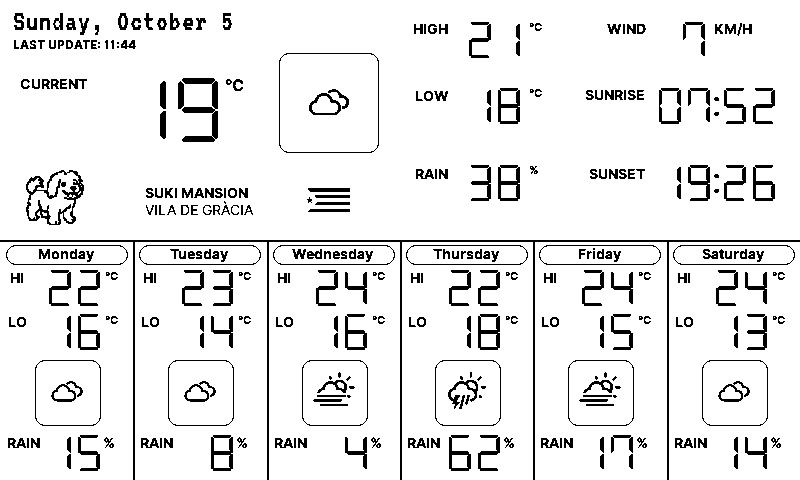 Sunday, October 5
LAST UPDATE: 11:44
CURRENT 19 °C
SUKI MANSION
VILA DE GRÀCIA
HIGH 21 °C
LOW 18 °C
RAIN 38 %
WIND 7 KM/H
SUNRISE 07:52
SUNSET 19:26
Monday
HI 22 °C
LO 16 °C
RAIN 15 %
Tuesday
HI 23 °C
LO 14 °C
RAIN 8 %
Wednesday
HI 24 °C
LO 16 °C
RAIN 4 %
Thursday
HI 22 °C
LO 18 °C
RAIN 62 %
Friday
HI 24 °C
LO 15 °C
RAIN 17 %
Saturday
HI 24 °C
LO 13 °C
RAIN 14 %